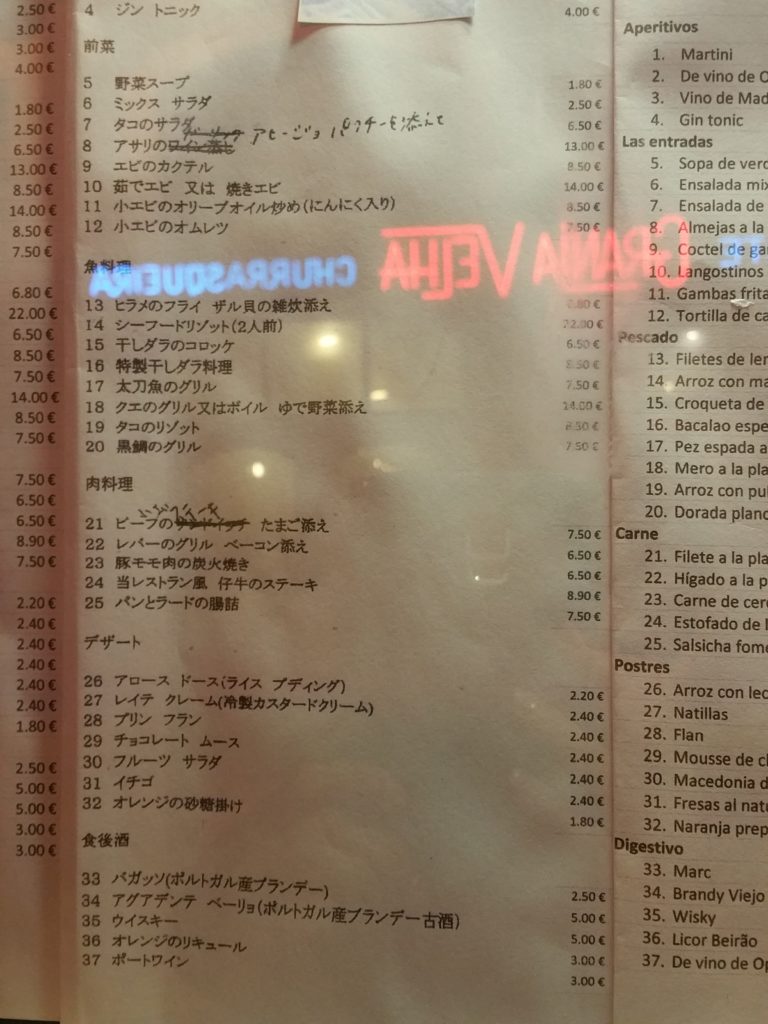 2.50 €
3.00 €
3.00 €
4.00 €
1.80 €
2.50 €
6.50 €
13.00 €
8.50 €
14.00 €
8.50 €
7.50 €
6.80 €
22.00 €
6.50 €
8.50 €
7.50 €
14.00 €
8.50 €
7.50 €
7.50 €
6.50 €
6.50 €
8.90 €
7.50 €
2.20 €
2.40 €
2.40 €
2.40 €
2.40 €
2.40 €
1.80 €
2.50 €
5.00 €
5.00 €
3.00 €
3.00 €
4 ジン トニック 4.00 €
前菜
5 野菜スープ 1.80 €
6 ミックス サラダ 2.50 €
7 タコのサラダ 6.50 €
8 アサリの アヒージョ パクチーを添えて 13.00 €
9 エビのカクテル 8.50 €
10 茹でエビ 又は 焼きエビ 14.00 €
11 小エビのオリーブオイル炒め(にんにく入り) 8.50 €
12 小エビのオムレツ 7.50 €
GRANJA VELHA
CHURRASQUEIRA
魚料理
13 ヒラメのフライ ザル貝の雑炊添え 6.80 €
14 シーフードリゾット(2人前) 22.00 €
15 干しダラのコロッケ 6.50 €
16 特製干しダラ料理 8.50 €
17 太刀魚のグリル 7.50 €
18 クエのグリル又はボイル ゆで野菜添え 14.00 €
19 タコのリゾット 8.50 €
20 黒鯛のグリル 7.50 €
肉料理
21 ビーフの たまご添え 7.50 €
22 レバーのグリル ベーコン添え 6.50 €
23 豚モモ肉の炭火焼き 6.50 €
24 当レストラン風 仔牛のステーキ 8.90 €
25 パンとラードの腸詰 7.50 €
デザート
26 アロース ドース(ライス プディング) 2.20 €
27 レイテ クレーム(冷製カスタードクリーム) 2.40 €
28 プリン フラン 2.40 €
29 チョコレート ムース 2.40 €
30 フルーツ サラダ 2.40 €
31 イチゴ 2.40 €
32 オレンジの砂糖掛け 1.80 €
食後酒
33 バガッソ(ポルトガル産ブランデー) 2.50 €
34 アグアデンテ ベーリョ(ポルトガル産ブランデー古酒) 5.00 €
35 ウイスキー 5.00 €
36 オレンジのリキュール 3.00 €
37 ポートワイン 3.00 €
Aperitivos
1. Martini
2. De vino de O
3. Vino de Mad
4. Gin tonic
Las entradas
5. Sopa de verd
6. Ensalada mix
7. Ensalada de
8. Almejas a la
9. Coctel de ga
10. Langostinos
11. Gambas frita
12. Tortilla de ca
Pescado
13. Filetes de len
14. Arroz con ma
15. Croqueta de
16. Bacalao espe
17. Pez espada a
18. Mero a la pla
19. Arroz con pul
20. Dorada planc
Carne
21. Filete a la pla
22. Hígado a la p
23. Carne de cerd
24. Estofado de l
25. Salsicha fome
Postres
26. Arroz con lec
27. Natillas
28. Flan
29. Mousse de ch
30. Macedonia d
31. Fresas al natu
32. Naranja prep
Digestivo
33. Marc
34. Brandy Viejo
35. Wisky
36. Licor Beirão
37. De vino de Op